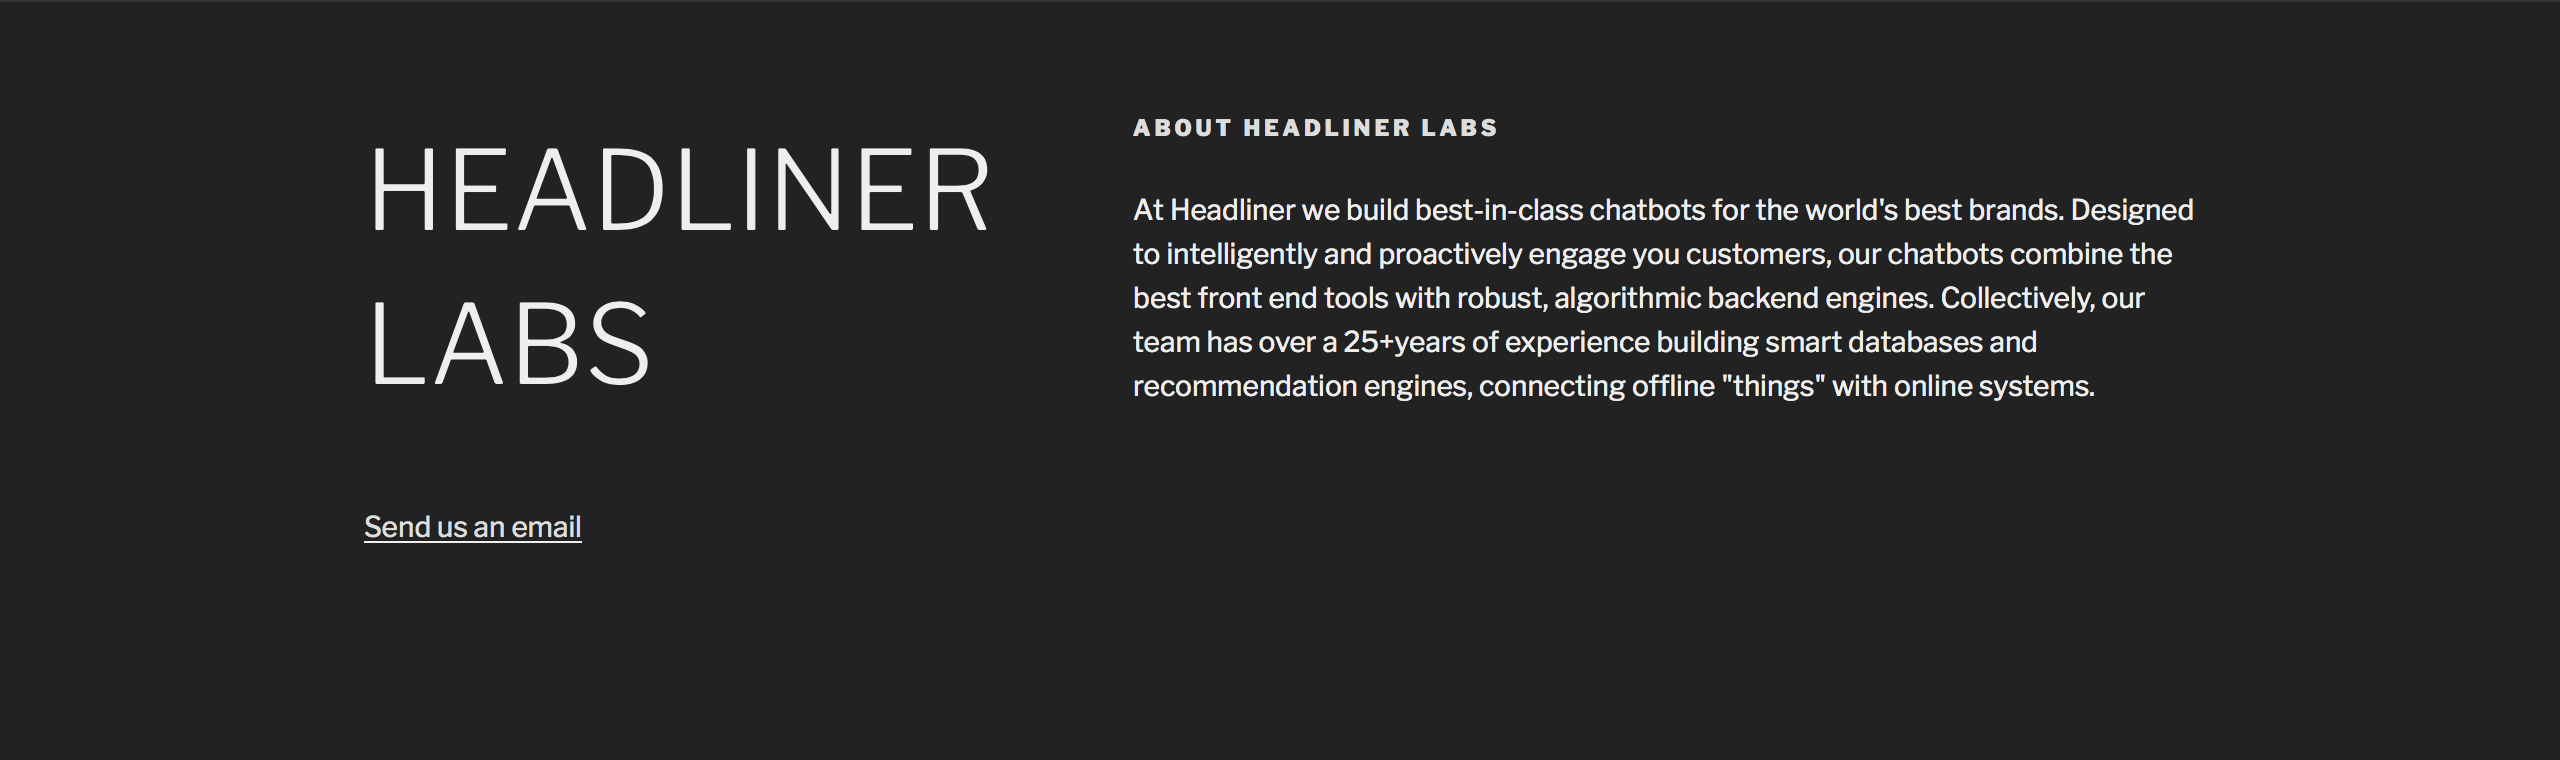 HEADLINER
LABS
Send us an email
ABOUT HEADLINER LABS
At Headliner we build best-in-class chatbots for the world's best brands. Designed
to intelligently and proactively engage you customers, our chatbots combine the
best front end tools with robust, algorithmic backend engines. Collectively, our
team has over a 25+years of experience building smart databases and
recommendation engines, connecting offline "things" with online systems.